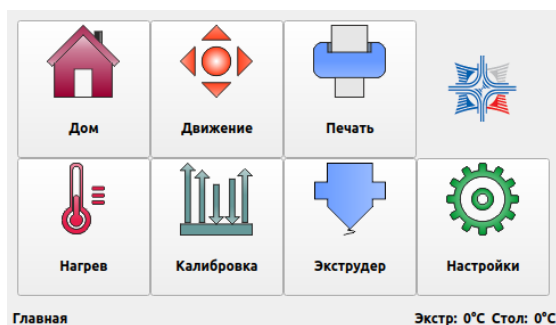 Дом
Движение
Печать
Нагрев
Калибровка
Экструдер
Настройки
Главная
Экстр: 0°C Стол: 0°C